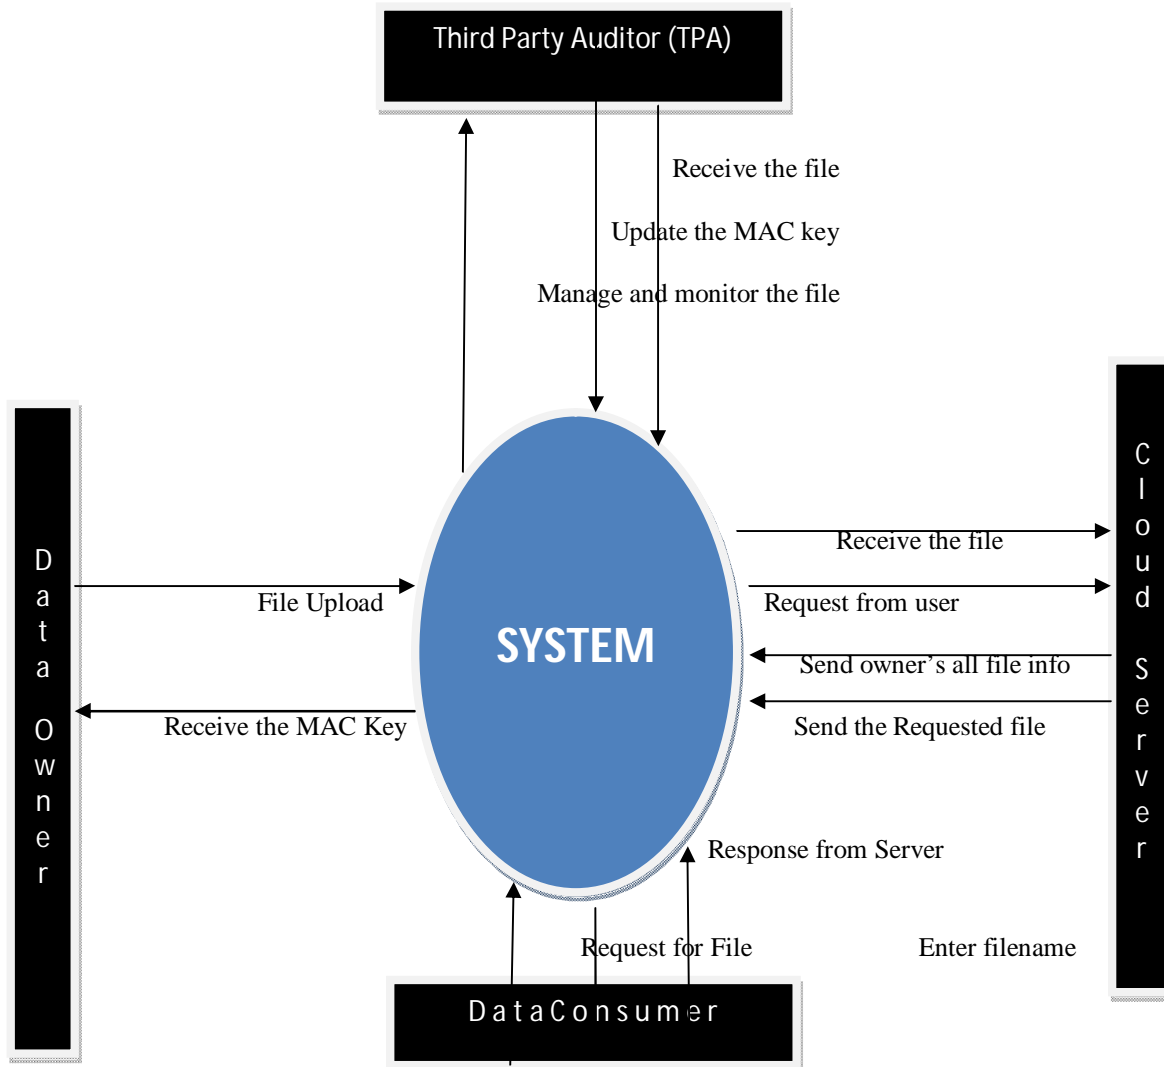 Third Party Auditor (TPA)
Receive the file
Update the MAC key
Manage and monitor the file
Data Owner
File Upload
Receive the MAC Key
SYSTEM
Receive the file
Request from user
Send owner’s all file info
Send the Requested file
Cloud Server
Response from Server
Request for File
Enter filename
DataConsumer